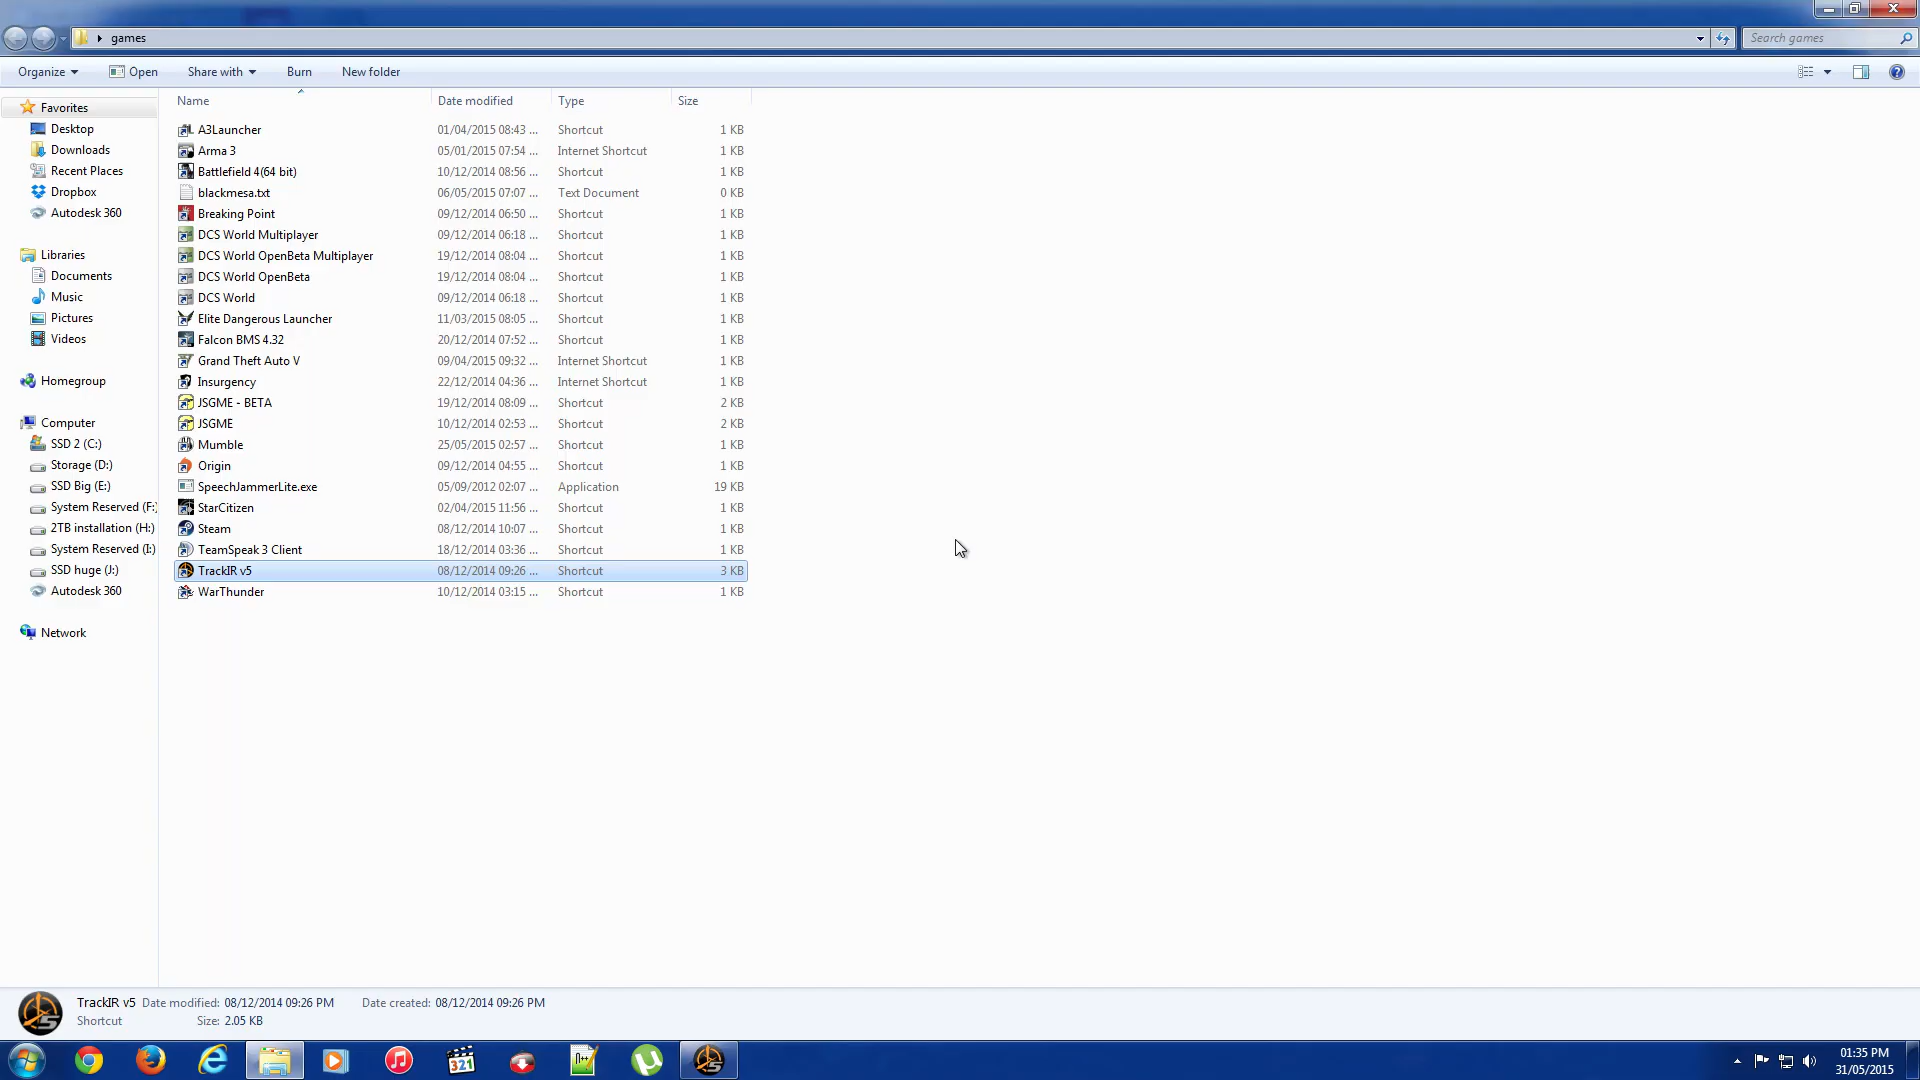 games
Search games
Organize
Open
Share with
Burn
New folder
Name Date modified Type Size
Favorites
Desktop
Downloads
Recent Places
Dropbox
Autodesk 360
Libraries
Documents
Music
Pictures
Videos
Homegroup
Computer
SSD 2 (C:)
Storage (D:)
SSD Big (E:)
System Reserved (F:)
2TB installation (H:)
System Reserved (I:)
SSD huge (J:)
Autodesk 360
Network
A3Launcher 01/04/2015 08:43 ... Shortcut 1 KB
Arma 3 05/01/2015 07:54 ... Internet Shortcut 1 KB
Battlefield 4(64 bit) 10/12/2014 08:56 ... Shortcut 1 KB
blackmesa.txt 06/05/2015 07:07 ... Text Document 0 KB
Breaking Point 09/12/2014 06:50 ... Shortcut 1 KB
DCS World Multiplayer 09/12/2014 06:18 ... Shortcut 1 KB
DCS World OpenBeta Multiplayer 19/12/2014 08:04 ... Shortcut 1 KB
DCS World OpenBeta 19/12/2014 08:04 ... Shortcut 1 KB
DCS World 09/12/2014 06:18 ... Shortcut 1 KB
Elite Dangerous Launcher 11/03/2015 08:05 ... Shortcut 1 KB
Falcon BMS 4.32 20/12/2014 07:52 ... Shortcut 1 KB
Grand Theft Auto V 09/04/2015 09:32 ... Internet Shortcut 1 KB
Insurgency 22/12/2014 04:36 ... Internet Shortcut 1 KB
JSGME - BETA 19/12/2014 08:09 ... Shortcut 2 KB
JSGME 10/12/2014 02:53 ... Shortcut 2 KB
Mumble 25/05/2015 02:57 ... Shortcut 1 KB
Origin 09/12/2014 04:55 ... Shortcut 1 KB
SpeechJammerLite.exe 05/09/2012 02:07 ... Application 19 KB
StarCitizen 02/04/2015 11:56 ... Shortcut 1 KB
Steam 08/12/2014 10:07 ... Shortcut 1 KB
TeamSpeak 3 Client 18/12/2014 03:36 ... Shortcut 1 KB
TrackIR v5 08/12/2014 09:26 ... Shortcut 3 KB
WarThunder 10/12/2014 03:15 ... Shortcut 1 KB
TrackIR v5 Date modified: 08/12/2014 09:26 PM Date created: 08/12/2014 09:26 PM
Shortcut Size: 2.05 KB
321
01:35 PM
31/05/2015